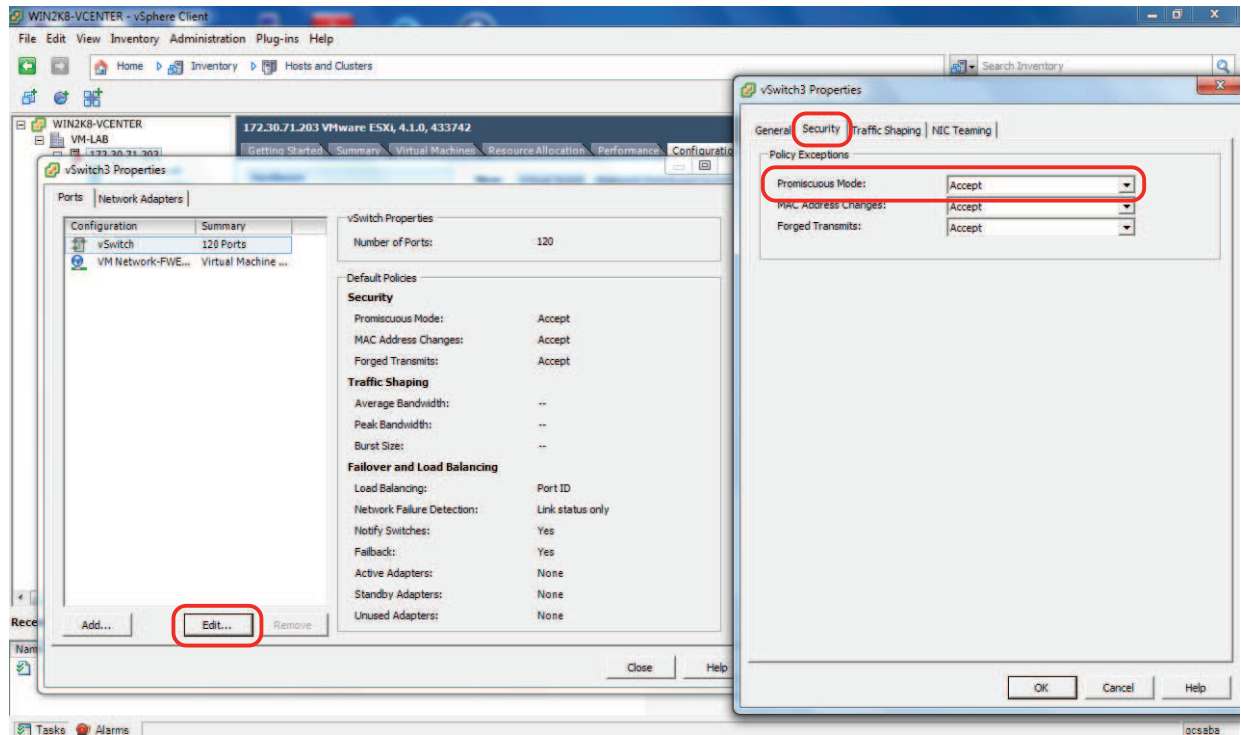 WIN2K8-VCENTER - vSphere Client
File Edit View Inventory Administration Plug-ins Help
Home Inventory Hosts and Clusters
Search Inventory
WIN2K8-VCENTER
VM-LAB
172.30.71.203
172.30.71.203 VMware ESXi, 4.1.0, 433742
Getting Started Summary Virtual Machines Resource Allocation Performance Configuratio
vSwitch3 Properties
Ports Network Adapters
Configuration Summary
vSwitch 120 Ports
VM Network-FWE... Virtual Machine ...
vSwitch Properties
Number of Ports: 120
Default Policies
Security
Promiscuous Mode: Accept
MAC Address Changes: Accept
Forged Transmits: Accept
Traffic Shaping
Average Bandwidth: --
Peak Bandwidth: --
Burst Size: --
Failover and Load Balancing
Load Balancing: Port ID
Network Failure Detection: Link status only
Notify Switches: Yes
Failback: Yes
Active Adapters: None
Standby Adapters: None
Unused Adapters: None
Add... Edit... Remove
Close Help
vSwitch3 Properties
General Security Traffic Shaping NIC Teaming
Policy Exceptions
Promiscuous Mode: Accept
MAC Address Changes: Accept
Forged Transmits: Accept
OK Cancel Help
Rece
Nam
Tasks Alarms
gcsaba